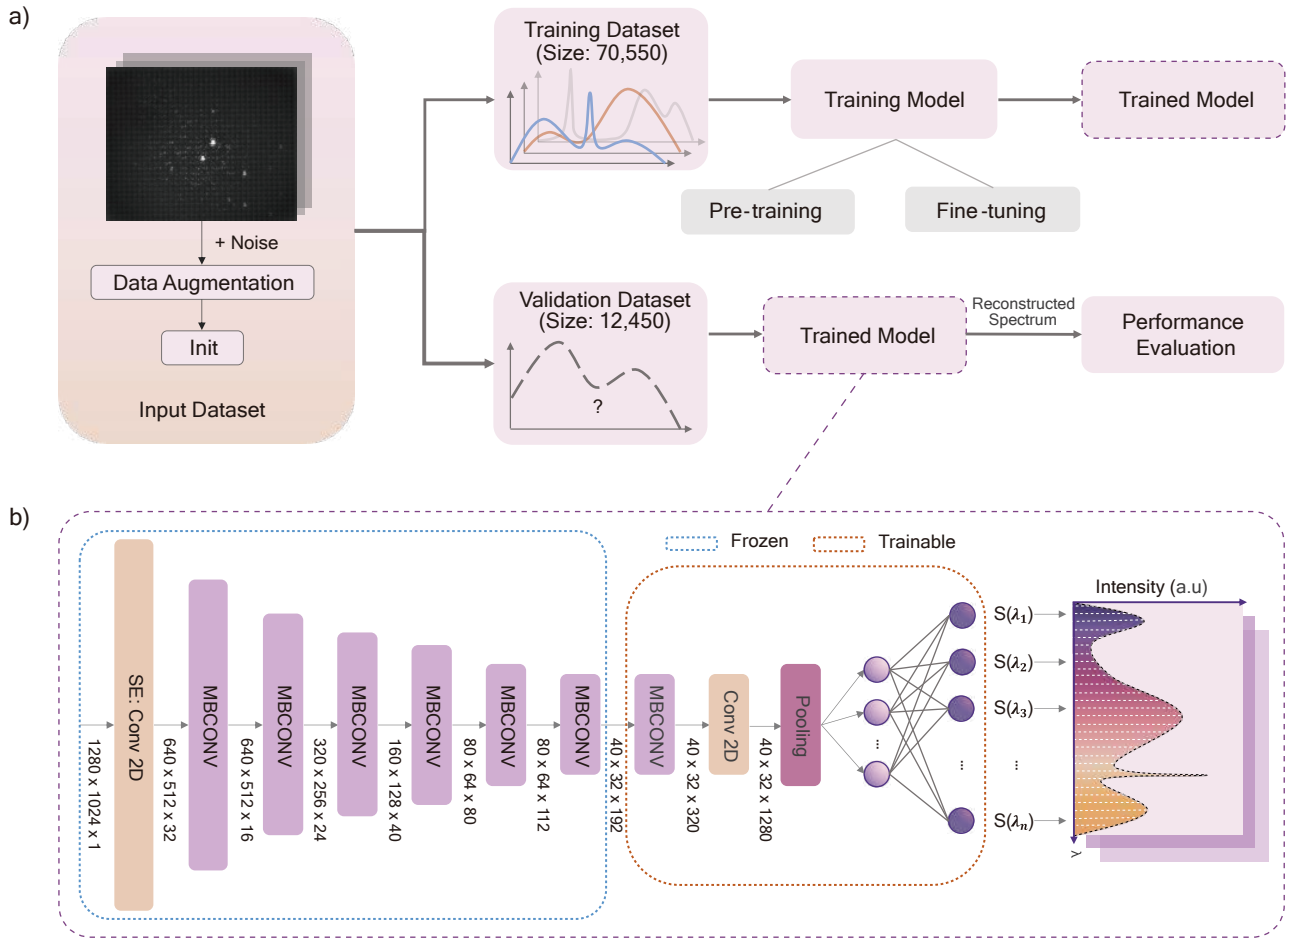 a)
+ Noise
Data Augmentation
Init
Input Dataset
Training Dataset
(Size: 70,550)
Training Model
Trained Model
Pre-training
Fine-tuning
Validation Dataset
(Size: 12,450)
?
Trained Model
Reconstructed
Spectrum
Performance
Evaluation
b)
Frozen
Trainable
1280 x 1024 x 1
SE: Conv 2D
640 x 512 x 32
MBCONV
640 x 512 x 16
MBCONV
320 x 256 x 24
MBCONV
160 x 128 x 40
MBCONV
80 x 64 x 80
MBCONV
80 x 64 x 112
MBCONV
40 x 32 x 192
MBCONV
40 x 32 x 320
Conv 2D
40 x 32 x 1280
Pooling
...
...
S(λ1)
S(λ2)
S(λ3)
...
S(λn)
Intensity (a.u)
λ